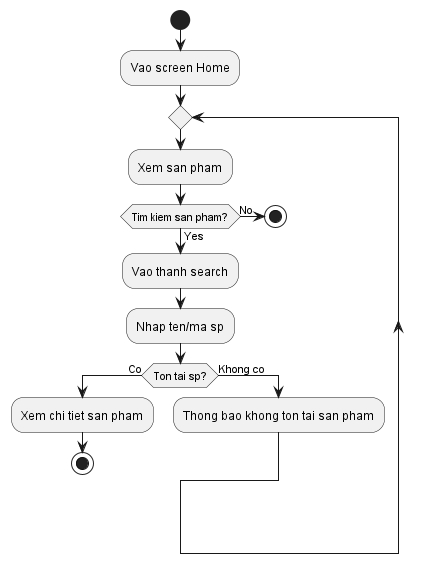 Vao screen Home
Xem san pham
Tim kiem san pham?
No
Yes
Vao thanh search
Nhap ten/ma sp
Co
Ton tai sp?
Khong co
Xem chi tiet san pham
Thong bao khong ton tai san pham